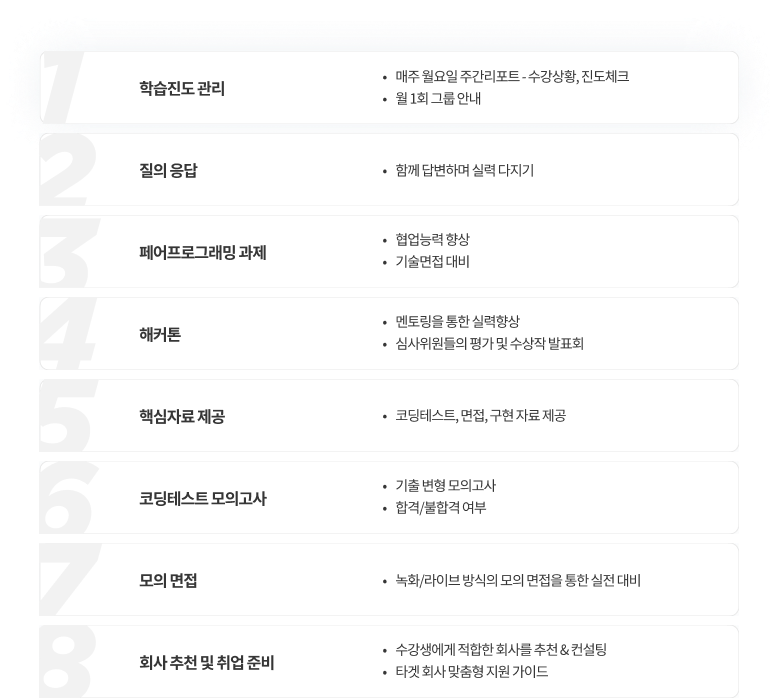 1
학습진도 관리
• 매주 월요일 주간리포트 - 수강상황, 진도체크
• 월 1회 그룹 안내
2
질의 응답
• 함께 답변하며 실력 다지기
3
페어프로그래밍 과제
• 협업능력 향상
• 기술면접 대비
4
해커톤
• 멘토링을 통한 실력향상
• 심사위원들의 평가 및 수상작 발표회
5
핵심자료 제공
• 코딩테스트, 면접, 구현 자료 제공
6
코딩테스트 모의고사
• 기출 변형 모의고사
• 합격/불합격 여부
7
모의 면접
• 녹화/라이브 방식의 모의 면접을 통한 실전 대비
8
회사 추천 및 취업 준비
• 수강생에게 적합한 회사를 추천 & 컨설팅
• 타겟 회사 맞춤형 지원 가이드